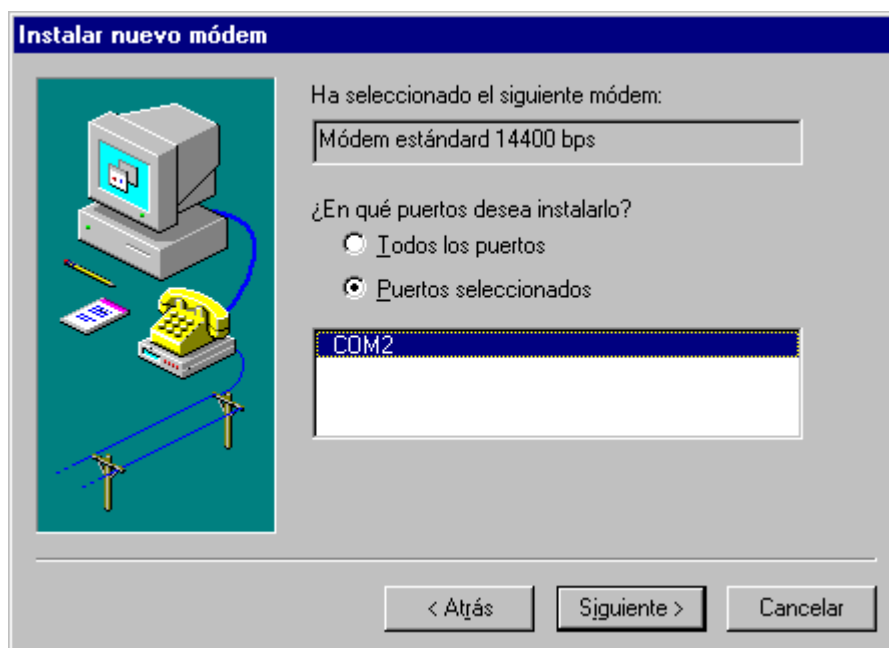 Instalar nuevo módem
Ha seleccionado el siguiente módem:
Módem estándard 14400 bps
¿En qué puertos desea instalarlo?
Todos los puertos
Puertos seleccionados
COM2
< Atrás
Siguiente >
Cancelar